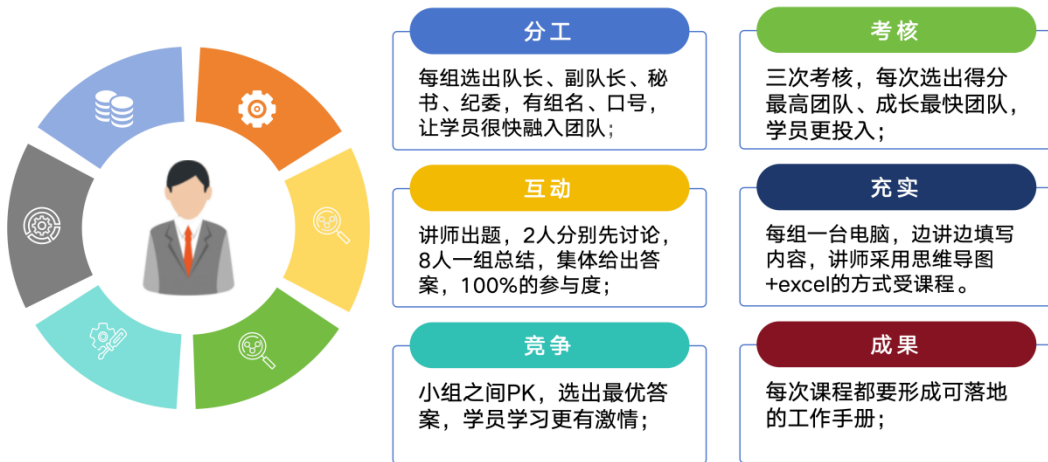 分工
每组选出队长、副队长、秘
书、纪委，有组名、口号，
让学员很快融入团队；
考核
三次考核，每次选出得分
最高团队、成长最快团队，
学员更投入；
互动
讲师出题，2人分别先讨论，
8人一组总结，集体给出答
案，100%的参与度；
充实
每组一台电脑，边讲边填写
内容，讲师采用思维导图
+excel的方式受课程。
竞争
小组之间PK，选出最优答
案，学员学习更有激情；
成果
每次课程都要形成可落地
的工作手册；